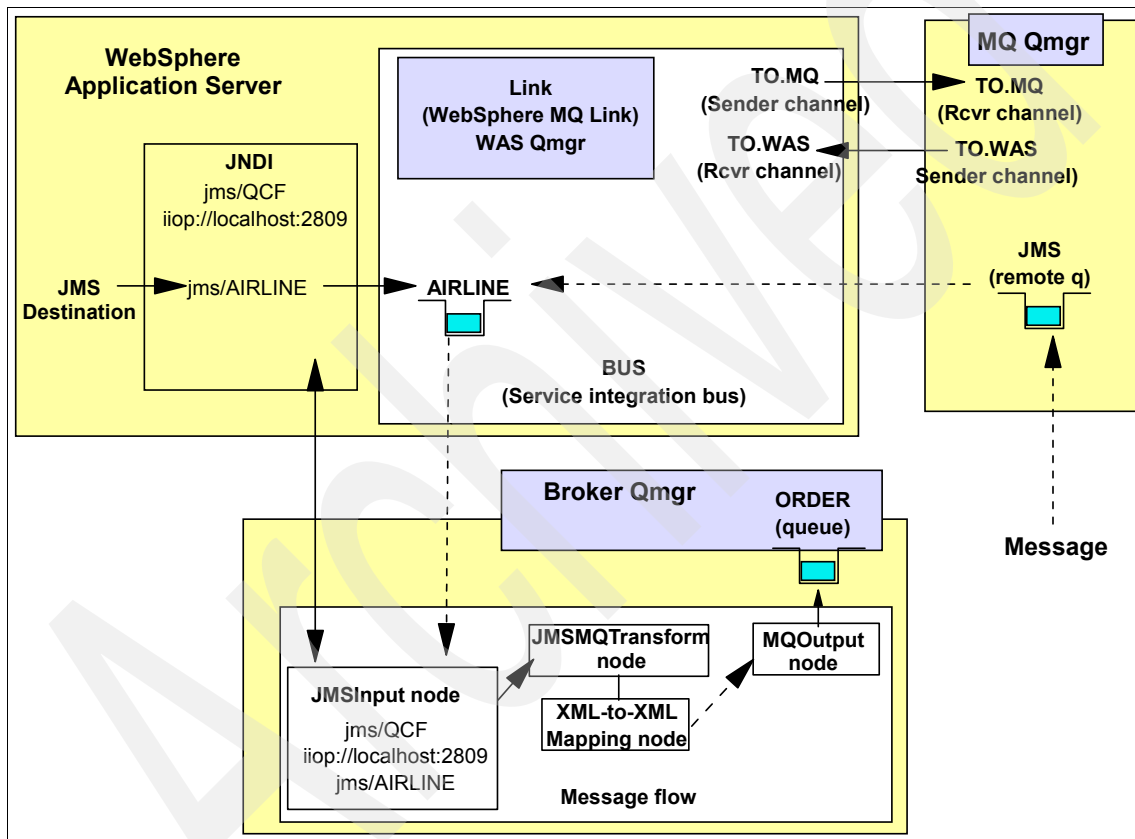 WebSphere
Application Server
Link
(WebSphere MQ Link)
WAS Qmgr
TO.MQ
(Sender channel)
TO.WAS
(Rcvr channel)
MQ Qmgr
TO.MQ
(Rcvr channel)
TO.WAS
Sender channel)
JNDI
jms/QCF
iiop://localhost:2809
JMS
Destination
jms/AIRLINE
AIRLINE
BUS
(Service integration bus)
JMS
(remote q)
Message
Broker Qmgr
ORDER
(queue)
JMSMQTransform
node
MQOutput
node
XML-to-XML
Mapping node
JMSInput node
jms/QCF
iiop://localhost:2809
jms/AIRLINE
Message flow
Archived